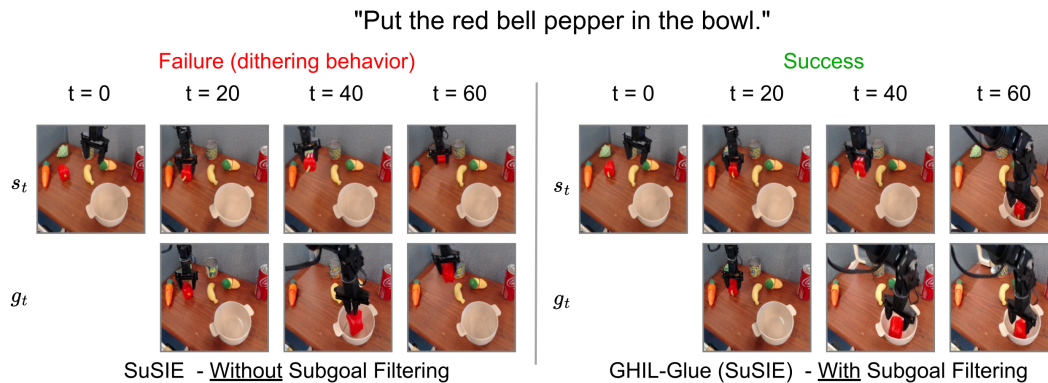 "Put the red bell pepper in the bowl."
Failure (dithering behavior)
t = 0 t = 20 t = 40 t = 60
s_t
g_t
SuSIE - Without Subgoal Filtering
Success
t = 0 t = 20 t = 40 t = 60
s_t
g_t
GHIL-Glue (SuSIE) - With Subgoal Filtering